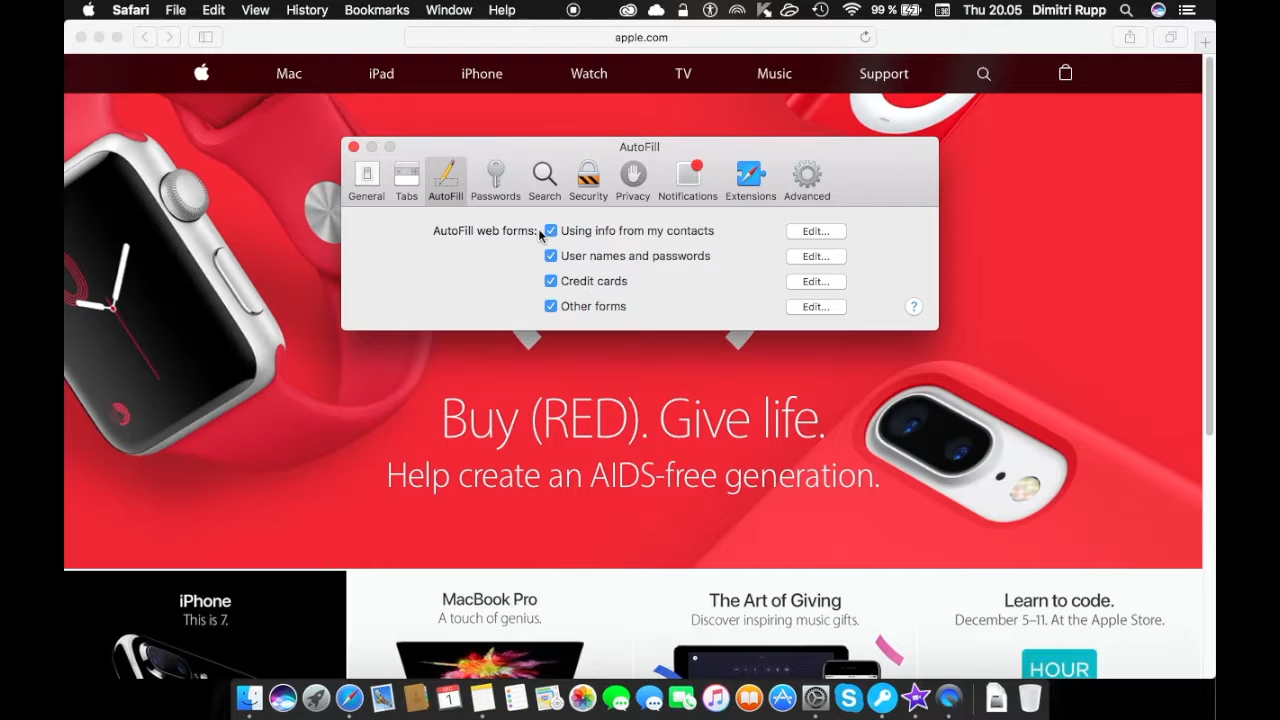 Safari File Edit View History Bookmarks Window Help 99 % Thu 20.05 Dimitri Rupp
apple.com
Mac iPad iPhone Watch TV Music Support
AutoFill
General Tabs AutoFill Passwords Search Security Privacy Notifications Extensions Advanced
AutoFill web forms: Using info from my contacts Edit...
User names and passwords Edit...
Credit cards Edit...
Other forms Edit... ?
Buy (RED). Give life.
Help create an AIDS-free generation.
iPhone
This is 7.
MacBook Pro
A touch of genius.
The Art of Giving
Discover inspiring music gifts.
Learn to code.
December 5–11. At the Apple Store.
HOUR